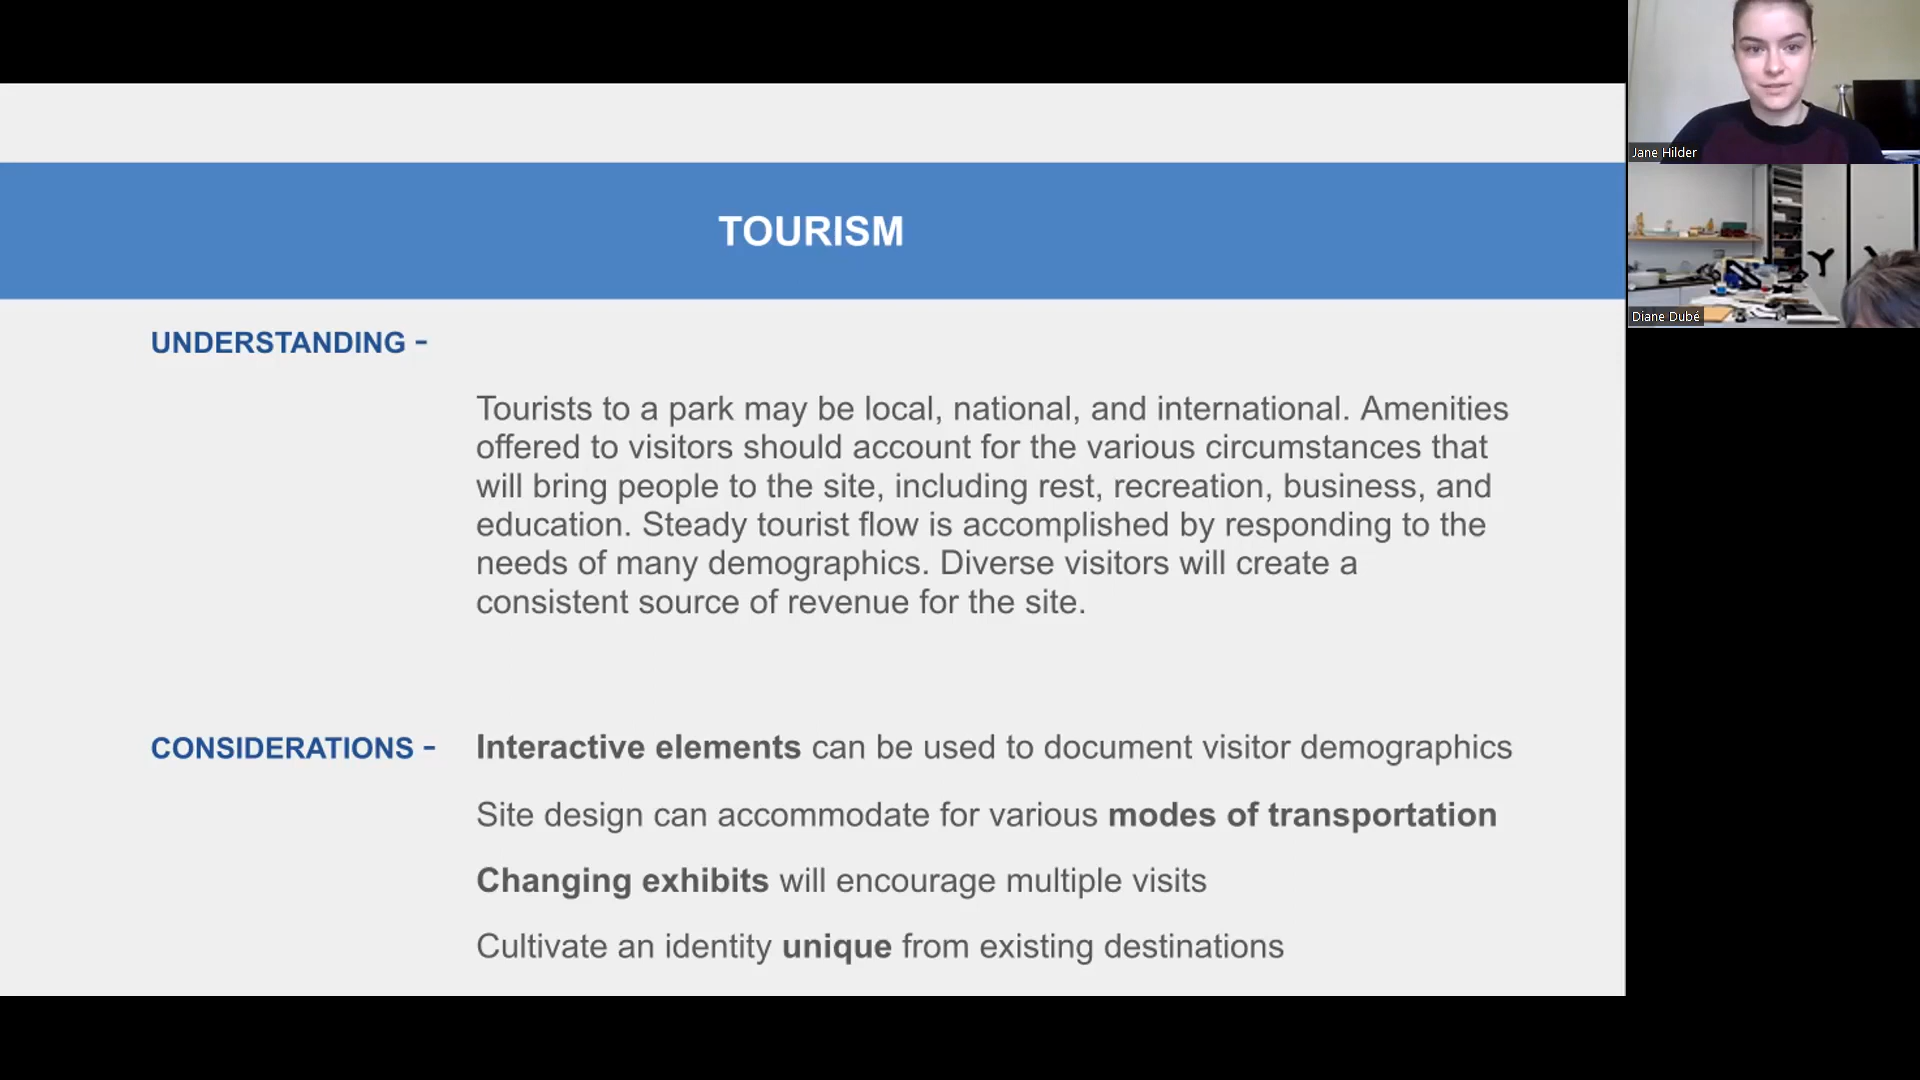 TOURISM
UNDERSTANDING -
Tourists to a park may be local, national, and international. Amenities
offered to visitors should account for the various circumstances that
will bring people to the site, including rest, recreation, business, and
education. Steady tourist flow is accomplished by responding to the
needs of many demographics. Diverse visitors will create a
consistent source of revenue for the site.
CONSIDERATIONS -
Interactive elements can be used to document visitor demographics
Site design can accommodate for various modes of transportation
Changing exhibits will encourage multiple visits
Cultivate an identity unique from existing destinations
Jane Hilder
Diane Dubé